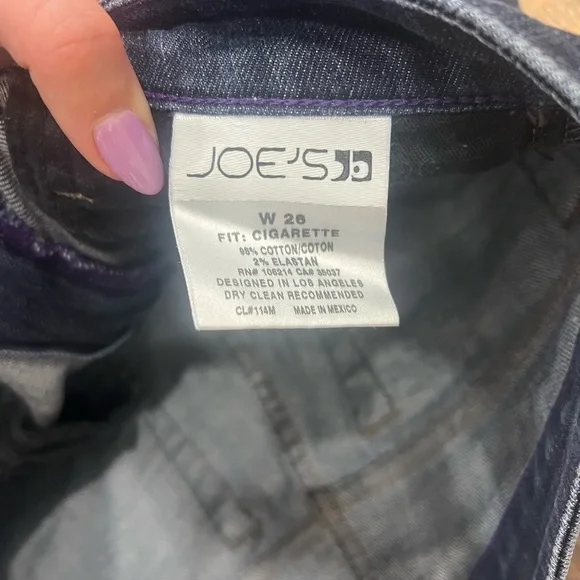 JOE'S
W 26
FIT: CIGARETTE
98% COTTON/COTON
2% ELASTAN
RN# 106214 CA# 35037
DESIGNED IN LOS ANGELES
DRY CLEAN RECOMMENDED
CL#114M MADE IN MEXICO